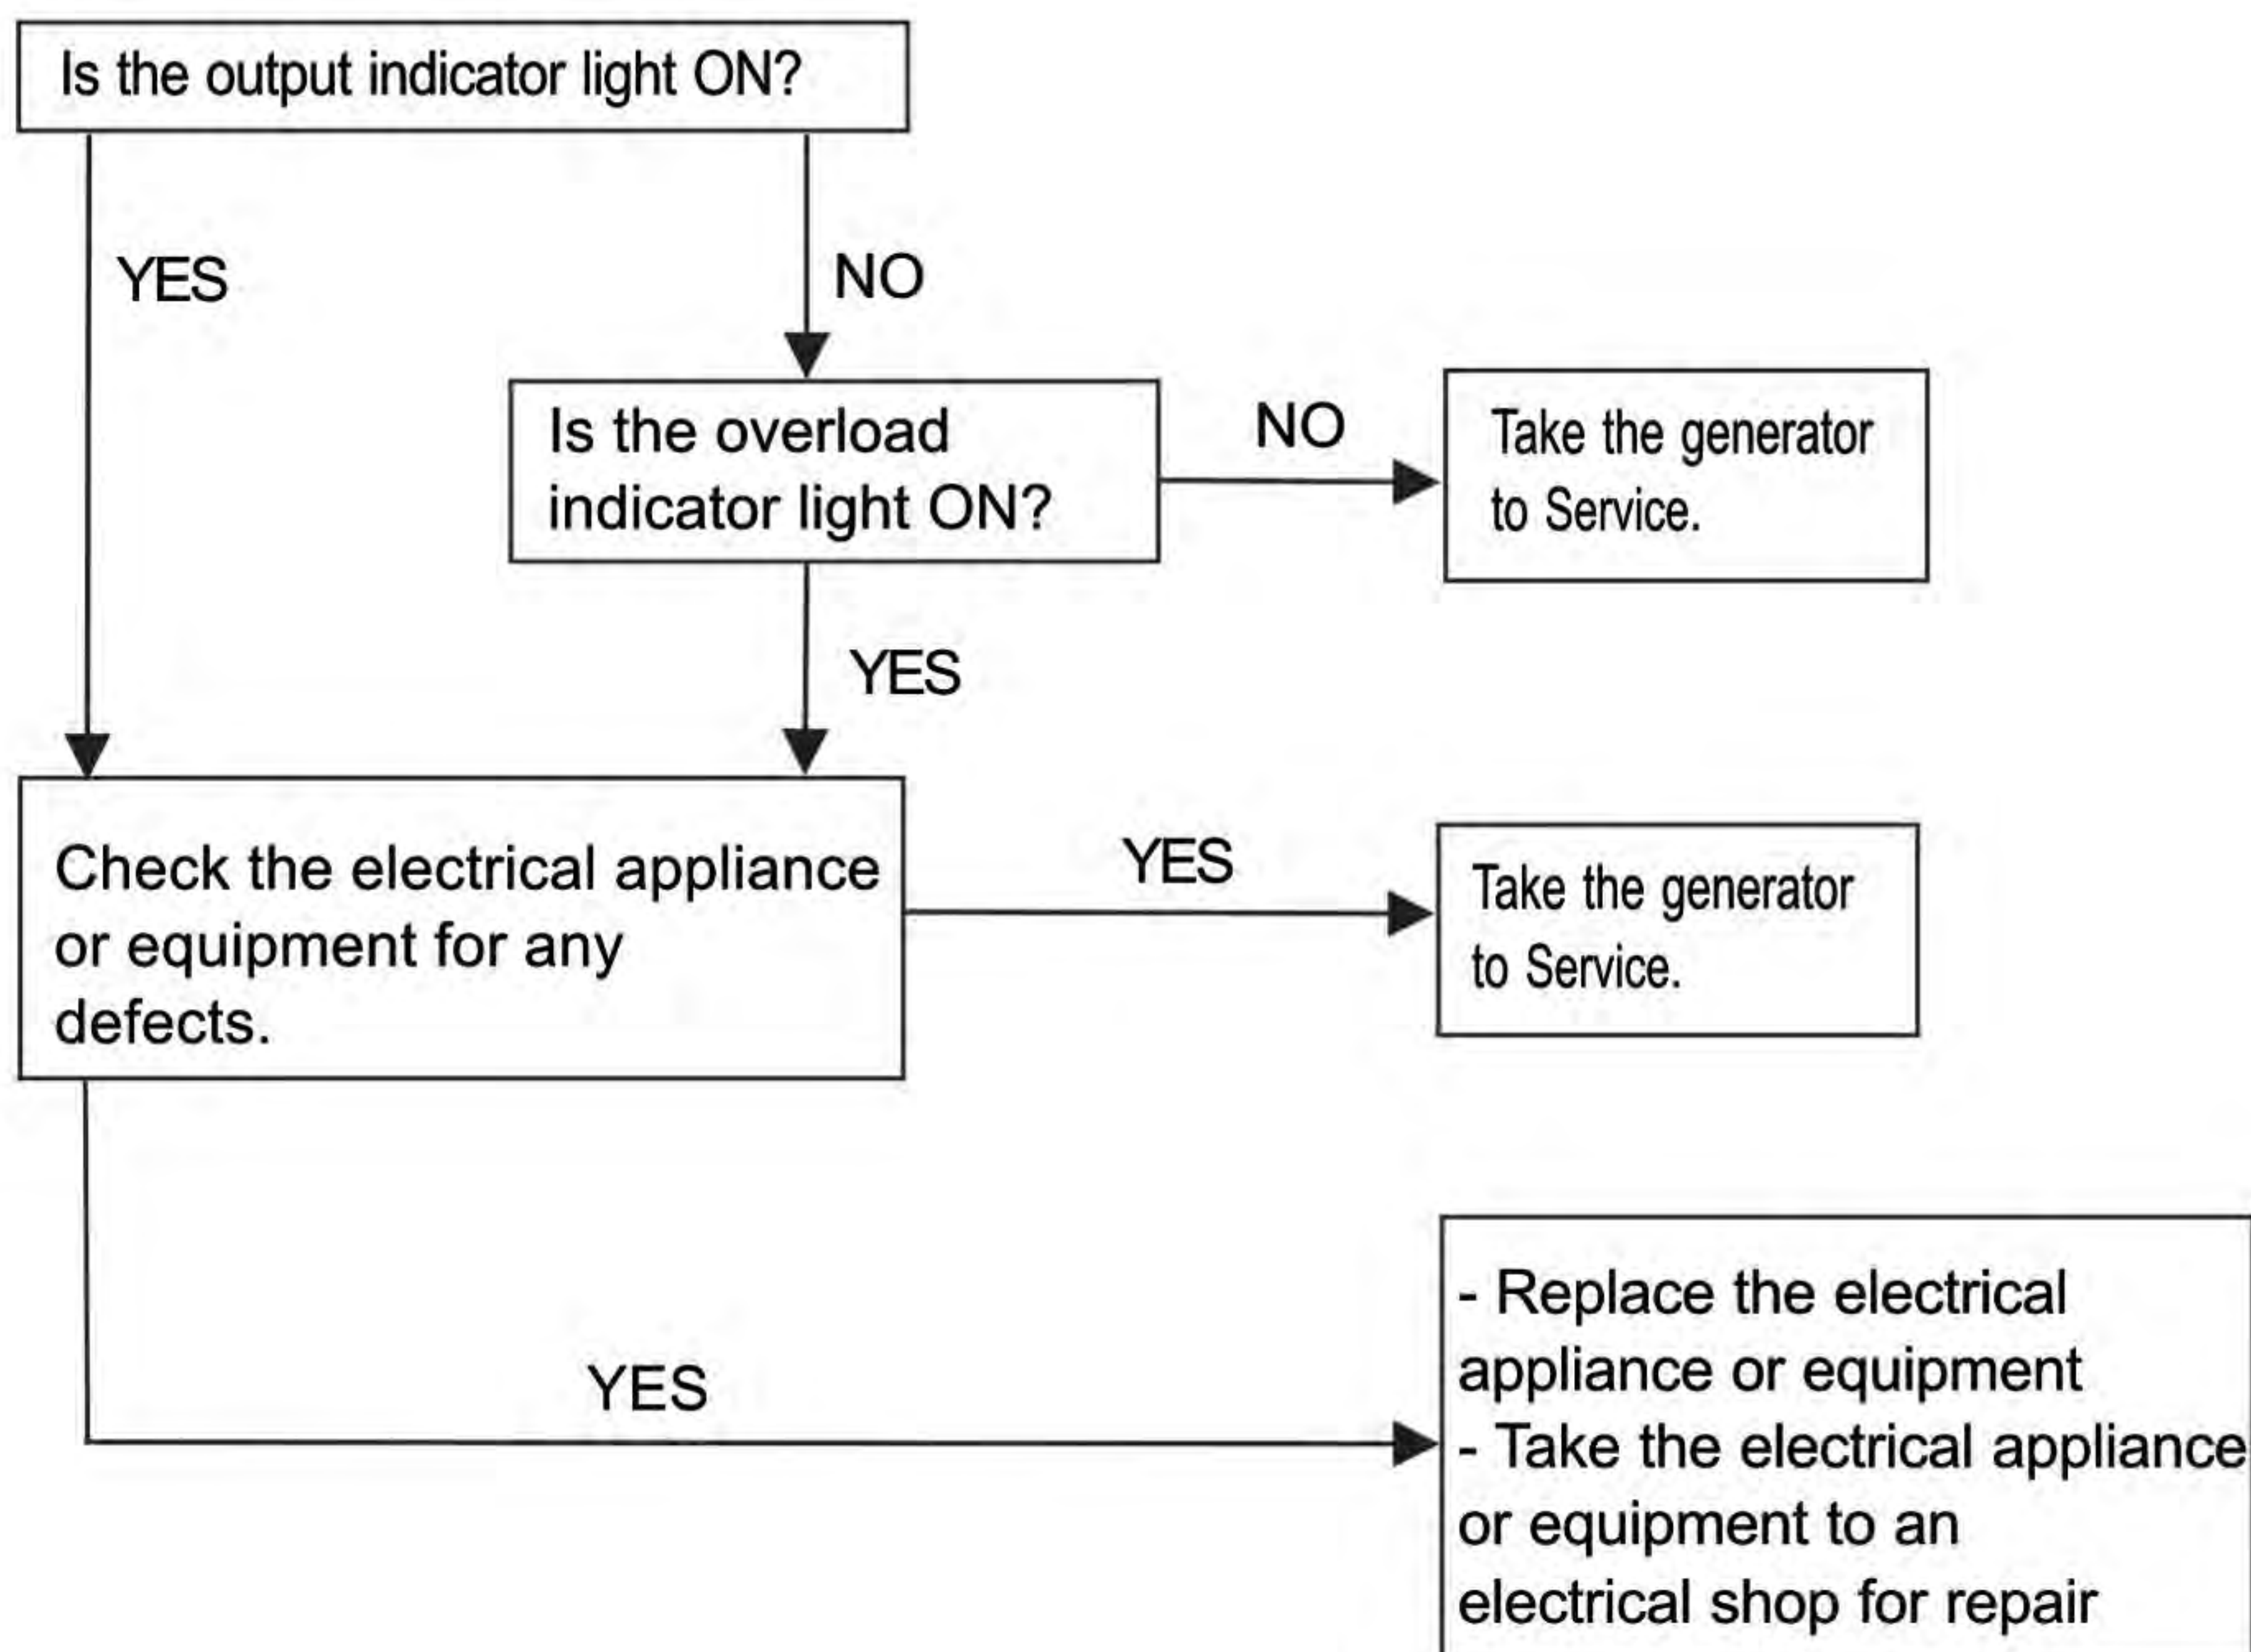 Is the output indicator light ON?
YES
NO
Is the overload
indicator light ON?
NO
Take the generator
to Service.
YES
Check the electrical appliance
or equipment for any
defects.
YES
Take the generator
to Service.
YES
- Replace the electrical
appliance or equipment
- Take the electrical appliance
or equipment to an
electrical shop for repair